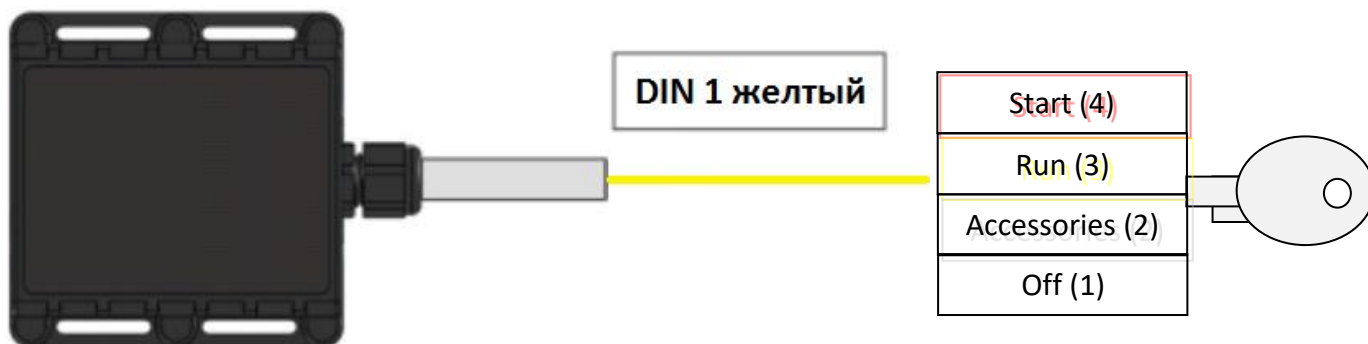 DIN 1 желтый
Start (4)
Run (3)
Accessories (2)
Off (1)